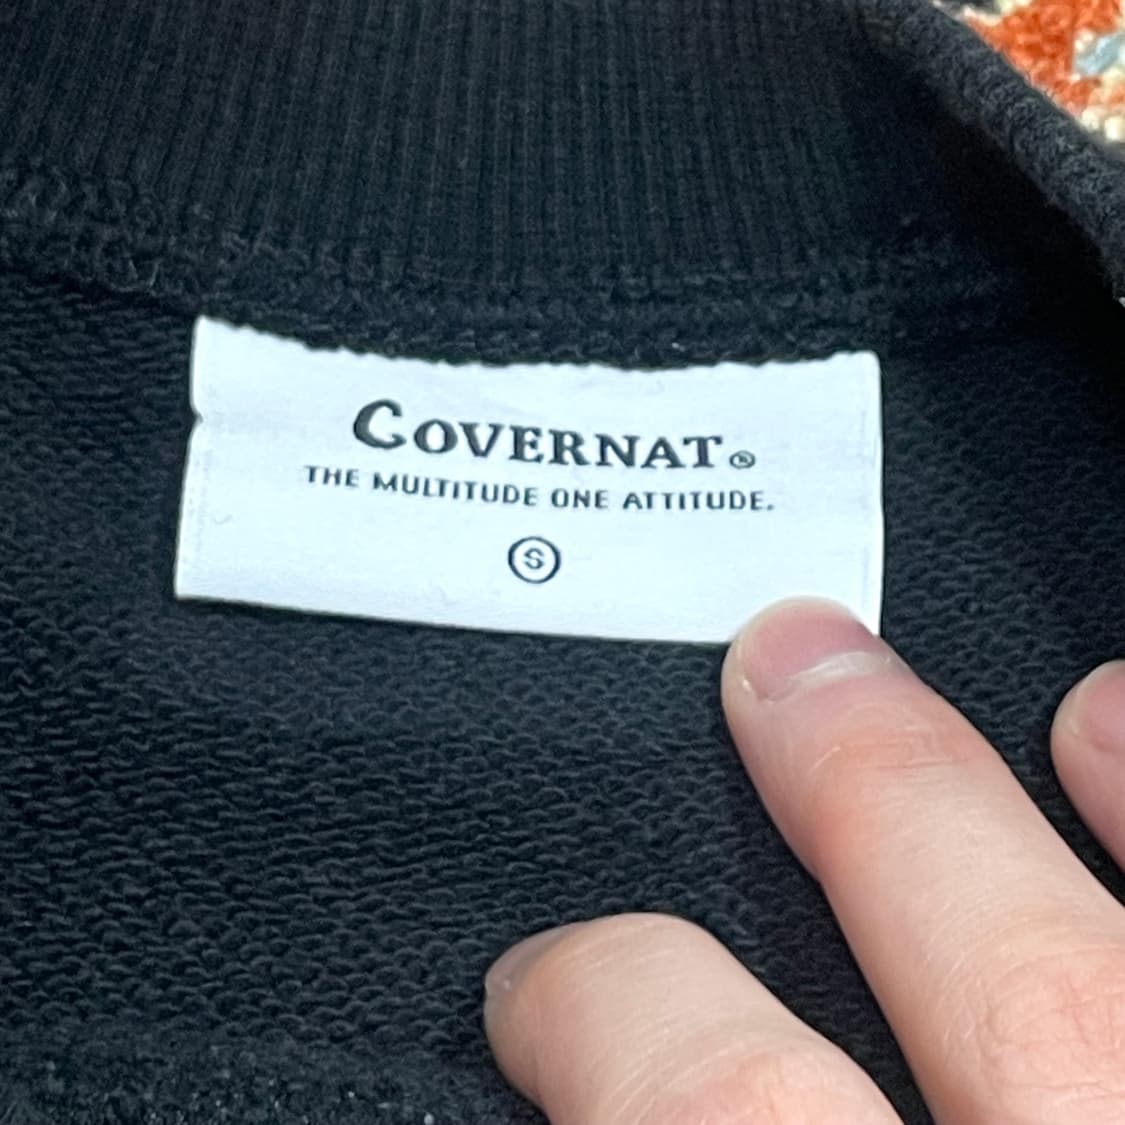 COVERNAT®
THE MULTITUDE ONE ATTITUDE.
S